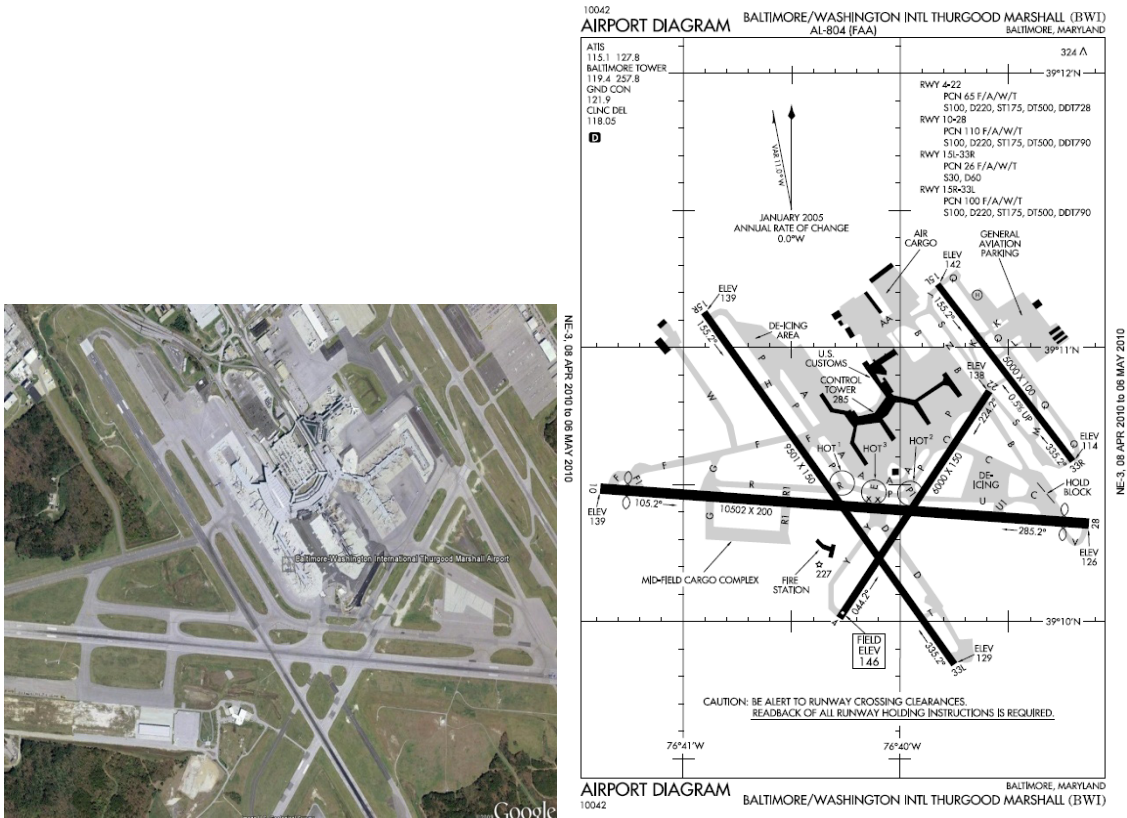 10042
AIRPORT DIAGRAM
BALTIMORE/WASHINGTON INTL THURGOOD MARSHALL (BWI)
AL-804 (FAA)
BALTIMORE, MARYLAND
ATIS
115.1 127.8
BALTIMORE TOWER
119.4 257.8
GND CON
121.9
CLNC DEL
118.05
D
324
39°12'N
RWY 4-22
PCN 65 F/A/W/T
S100, D220, ST175, DT500, DDT728
RWY 10-28
PCN 110 F/A/W/T
S100, D220, ST175, DT500, DDT790
RWY 15L-33R
PCN 26 F/A/W/T
S30, D60
RWY 15R-33L
PCN 100 F/A/W/T
S100, D220, ST175, DT500, DDT790
VAR 11.0°W
JANUARY 2005
ANNUAL RATE OF CHANGE
0.0°W
AIR
CARGO
GENERAL
AVIATION
PARKING
ELEV
142
15L
155.2°
ELEV
139
15R
155.2°
DE-ICING
AREA
AA
U.S.
CUSTOMS
CONTROL
TOWER
285
39°11'N
ELEV
138
22
224.2°
5000 X 100
0.5% UP
335.2°
33R
ELEV
114
HOT 1
HOT 3
HOT 2
9501 X 150
6000 X 150
DE-
ICING
HOLD
BLOCK
10
ELEV
139
105.2°
10502 X 200
R1
R1
U1
285.2°
28
ELEV
126
MID-FIELD CARGO COMPLEX
FIRE
STATION
227
044.2°
4
FIELD
ELEV
146
335.2°
33L
ELEV
129
39°10'N
CAUTION: BE ALERT TO RUNWAY CROSSING CLEARANCES.
READBACK OF ALL RUNWAY HOLDING INSTRUCTIONS IS REQUIRED.
76°41'W
76°40'W
AIRPORT DIAGRAM
10042
BALTIMORE, MARYLAND
BALTIMORE/WASHINGTON INTL THURGOOD MARSHALL (BWI)
NE-3, 08 APR 2010 to 06 MAY 2010
NE-3, 08 APR 2010 to 06 MAY 2010
Baltimore-Washington International Thurgood Marshall Airport
Google